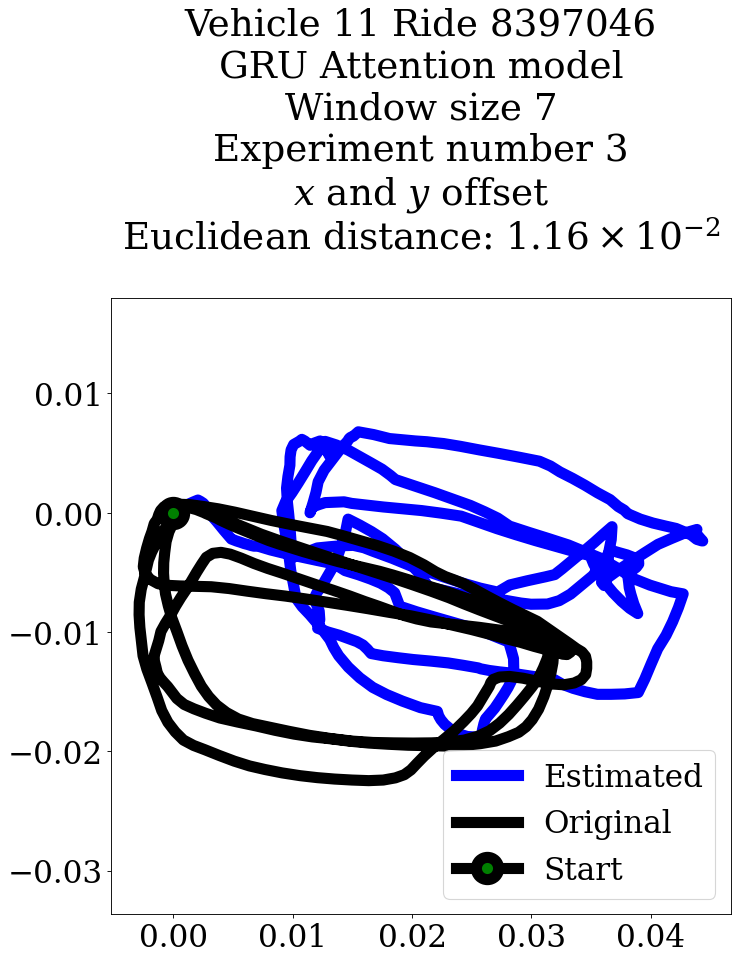 Vehicle 11 Ride 8397046
GRU Attention model
Window size 7
Experiment number 3
x and y offset
Euclidean distance: 1.16 × 10⁻²
0.01
0.00
−0.01
−0.02
−0.03
Estimated
Original
Start
0.00 0.01 0.02 0.03 0.04